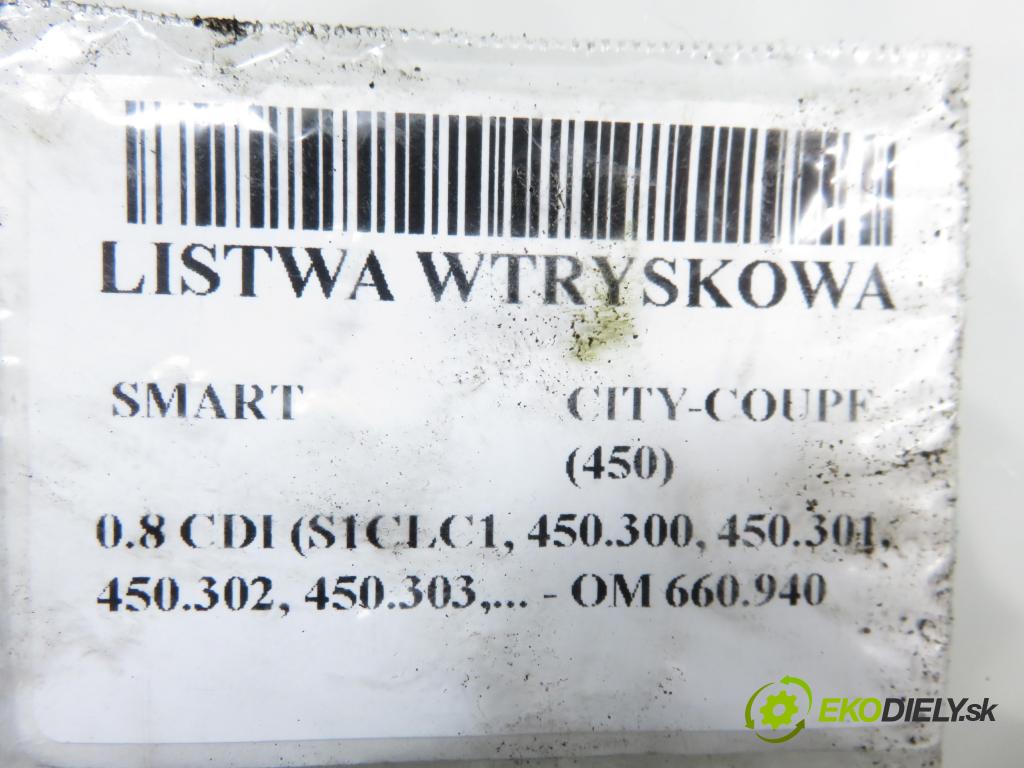 LISTWA WTRYSKOWA
SMART CITY-COUPE
(450)
0.8 CDI (S1CLC1, 450.300, 450.301,
450.302, 450.303,... - OM 660.940
EKODIELY.sk